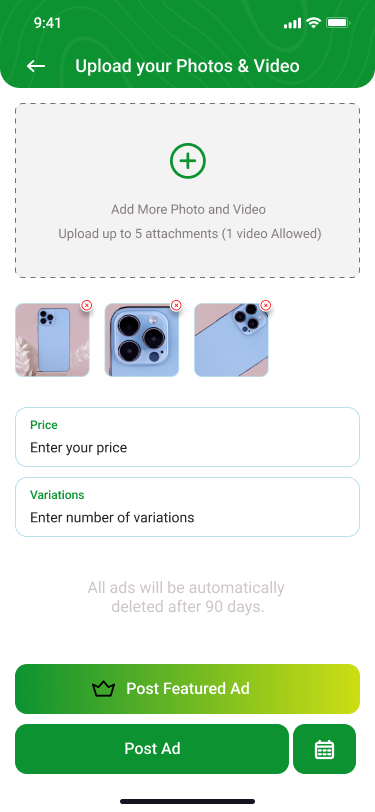 9:41
Upload your Photos & Video
Add More Photo and Video
Upload up to 5 attachments (1 video Allowed)
Price
Enter your price
Variations
Enter number of variations
All ads will be automatically
deleted after 90 days.
Post Featured Ad
Post Ad